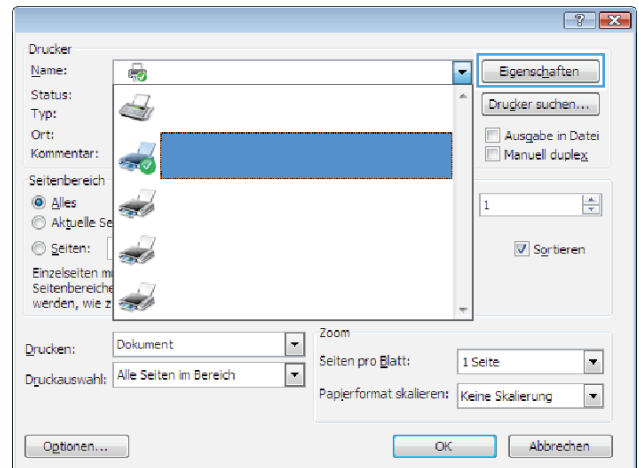 Drucker
Name:
Eigenschaften
Status:
Drucker suchen...
Typ:
Ort:
Ausgabe in Datei
Kommentar:
Manuell duplex
Seitenbereich
Alles
1
Aktuelle Se
Seiten:
Sortieren
Einzelseiten m
Seitenbereiche
werden, wie z
Zoom
Drucken:
Dokument
Seiten pro Blatt:
1 Seite
Druckauswahl:
Alle Seiten im Bereich
Papierformat skalieren:
Keine Skalierung
Optionen...
OK
Abbrechen